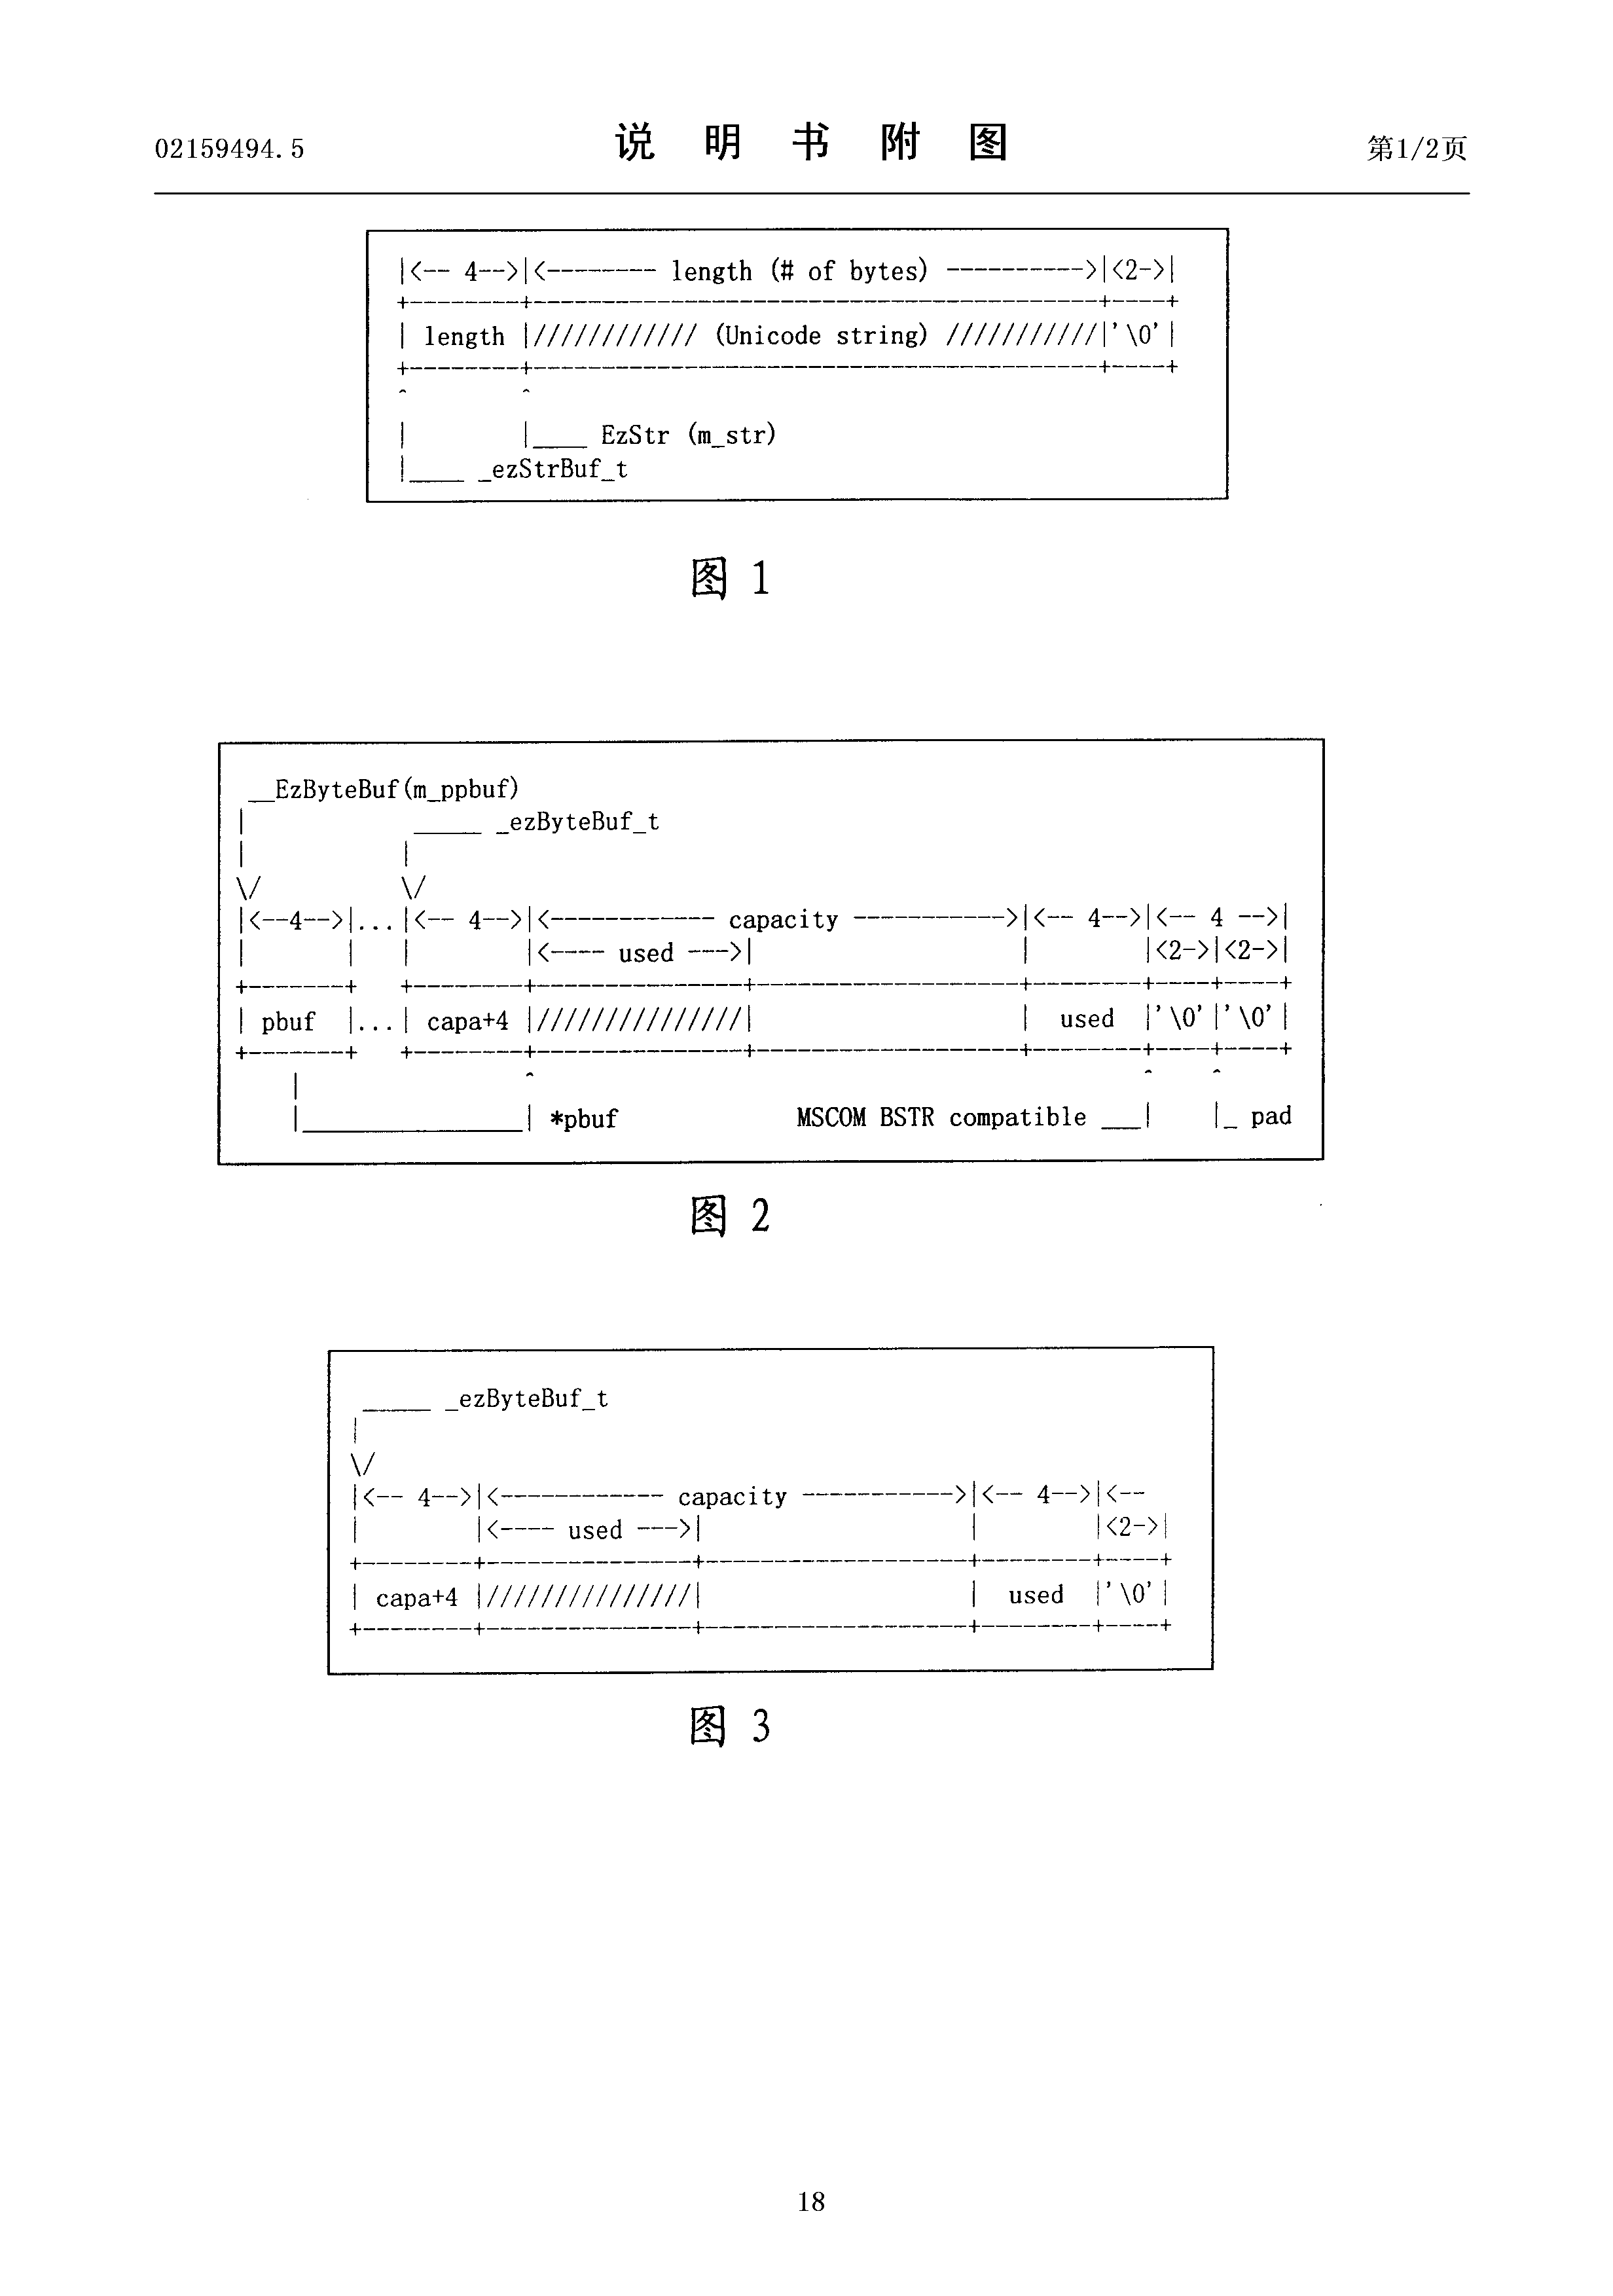 02159494.5 说 明 书 附 图 第1/2页
|<-- 4-->|<-------- length (# of bytes) ---------->|<2->|
+--------+-----------------------------------------+----+
| length |//////////// (Unicode string) ///////////|'\0'|
+--------+-----------------------------------------+----+
^ ^
| |____ EzStr (m_str)
|____ _ezStrBuf_t
图 1
__EzByteBuf(m_ppbuf)
| _____ _ezByteBuf_t
| |
\/ \/
|<--4-->|...|<-- 4-->|<------------ capacity ----------->|<-- 4-->|<-- 4 -->|
| | | |<---- used --->| | |<2->|<2->|
+-------+ +--------+---------------+-------------------+--------+----+----+
| pbuf |...| capa+4 |///////////////| | used |'\0'|'\0'|
+-------+ +--------+---------------+-------------------+--------+----+----+
| ^ ^ ^
|________________| *pbuf MSCOM BSTR compatible ___| |_ pad
图 2
_____ _ezByteBuf_t
|
\/
|<-- 4-->|<------------ capacity ----------->|<-- 4-->|<--
| |<---- used --->| | |<2->|
+--------+---------------+-------------------+--------+----+
| capa+4 |///////////////| | used |'\0'|
+--------+---------------+-------------------+--------+----+
图 3
18